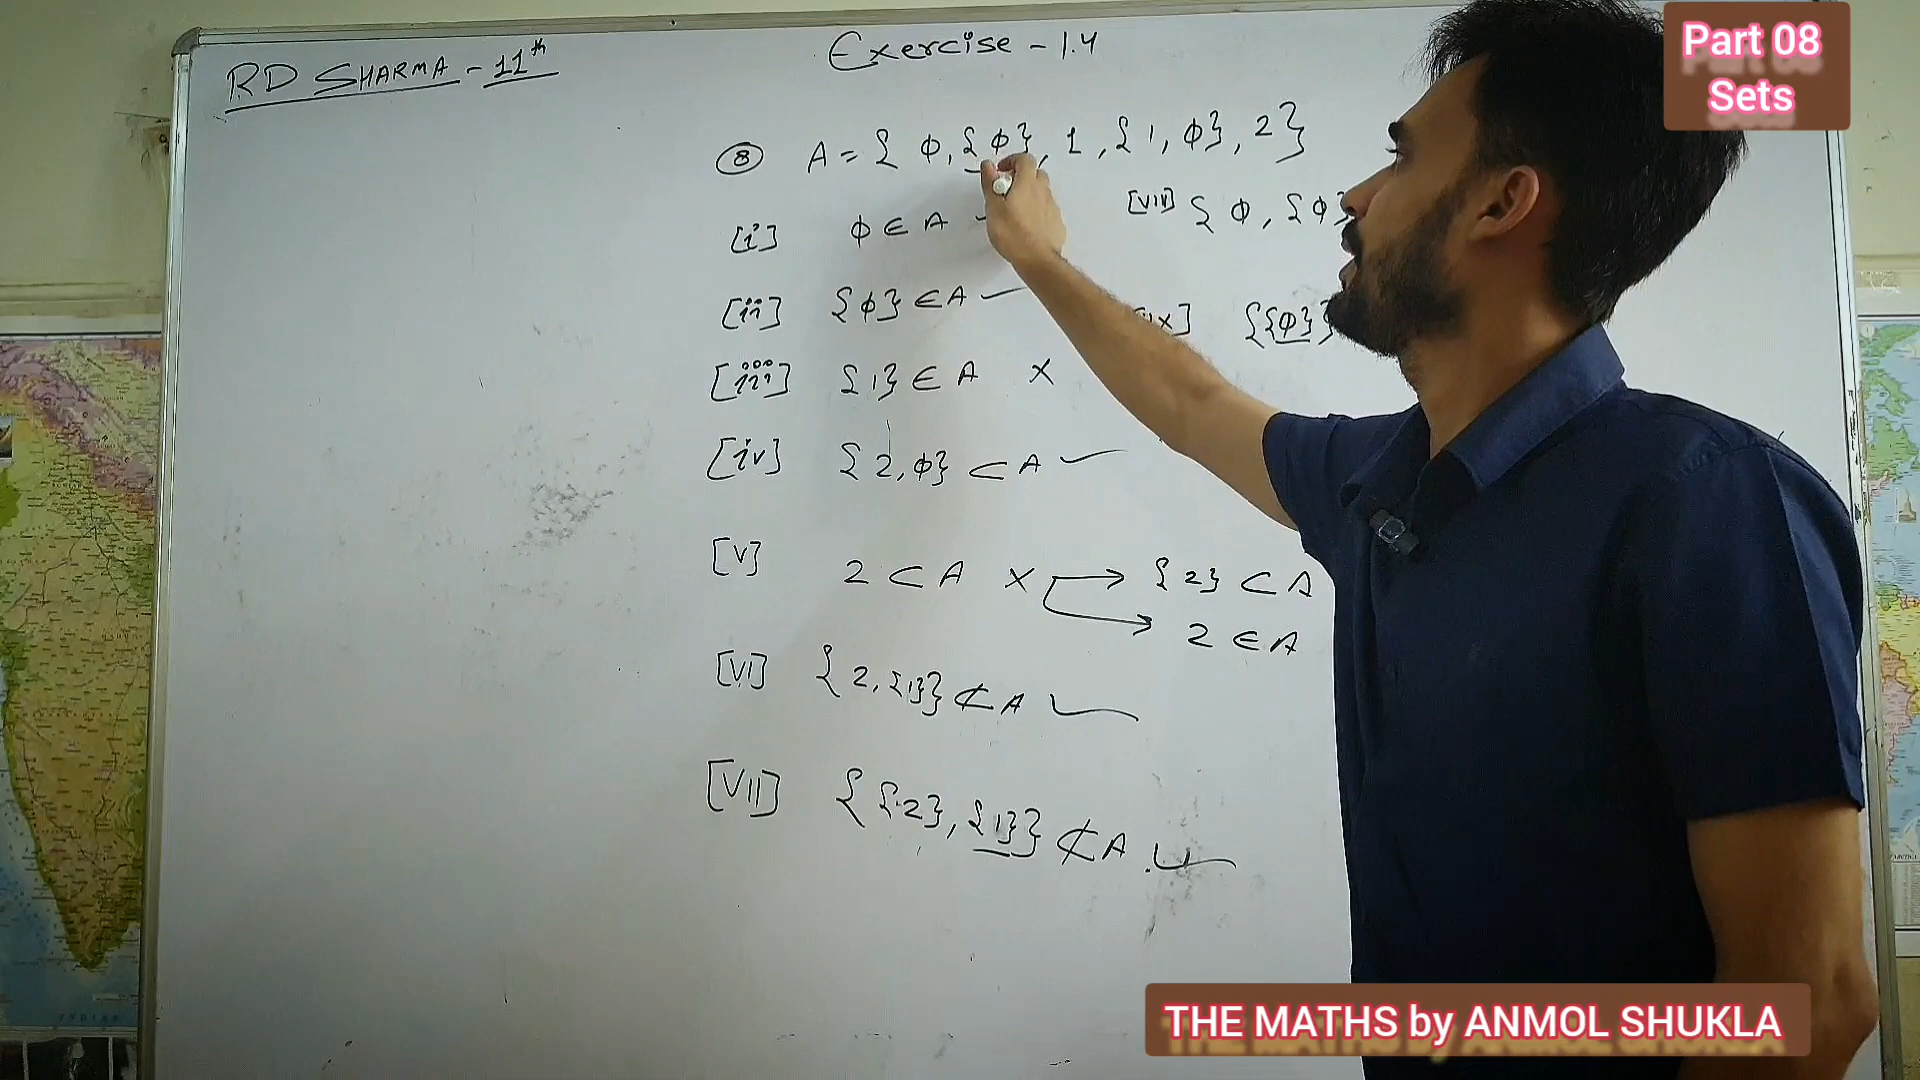 RD SHARMA - 11th
Exercise - 1.4
Part 08
Sets
⑧ A = { ϕ, {ϕ}, 1, {1, ϕ}, 2}
[i] ϕ ∈ A
[VIII] { ϕ, {ϕ}
[ii] {ϕ} ∈ A ✓
[IX] {{ϕ}}
[iii] {1} ∈ A ×
[iv] {2, ϕ} ⊂ A ✓
[V] 2 ⊂ A × → {2} ⊂ A
→ 2 ∈ A
[VI] {2, {1}} ⊄ A ✓
[VII] {{2}, {1}} ⊄ A ✓
THE MATHS by ANMOL SHUKLA